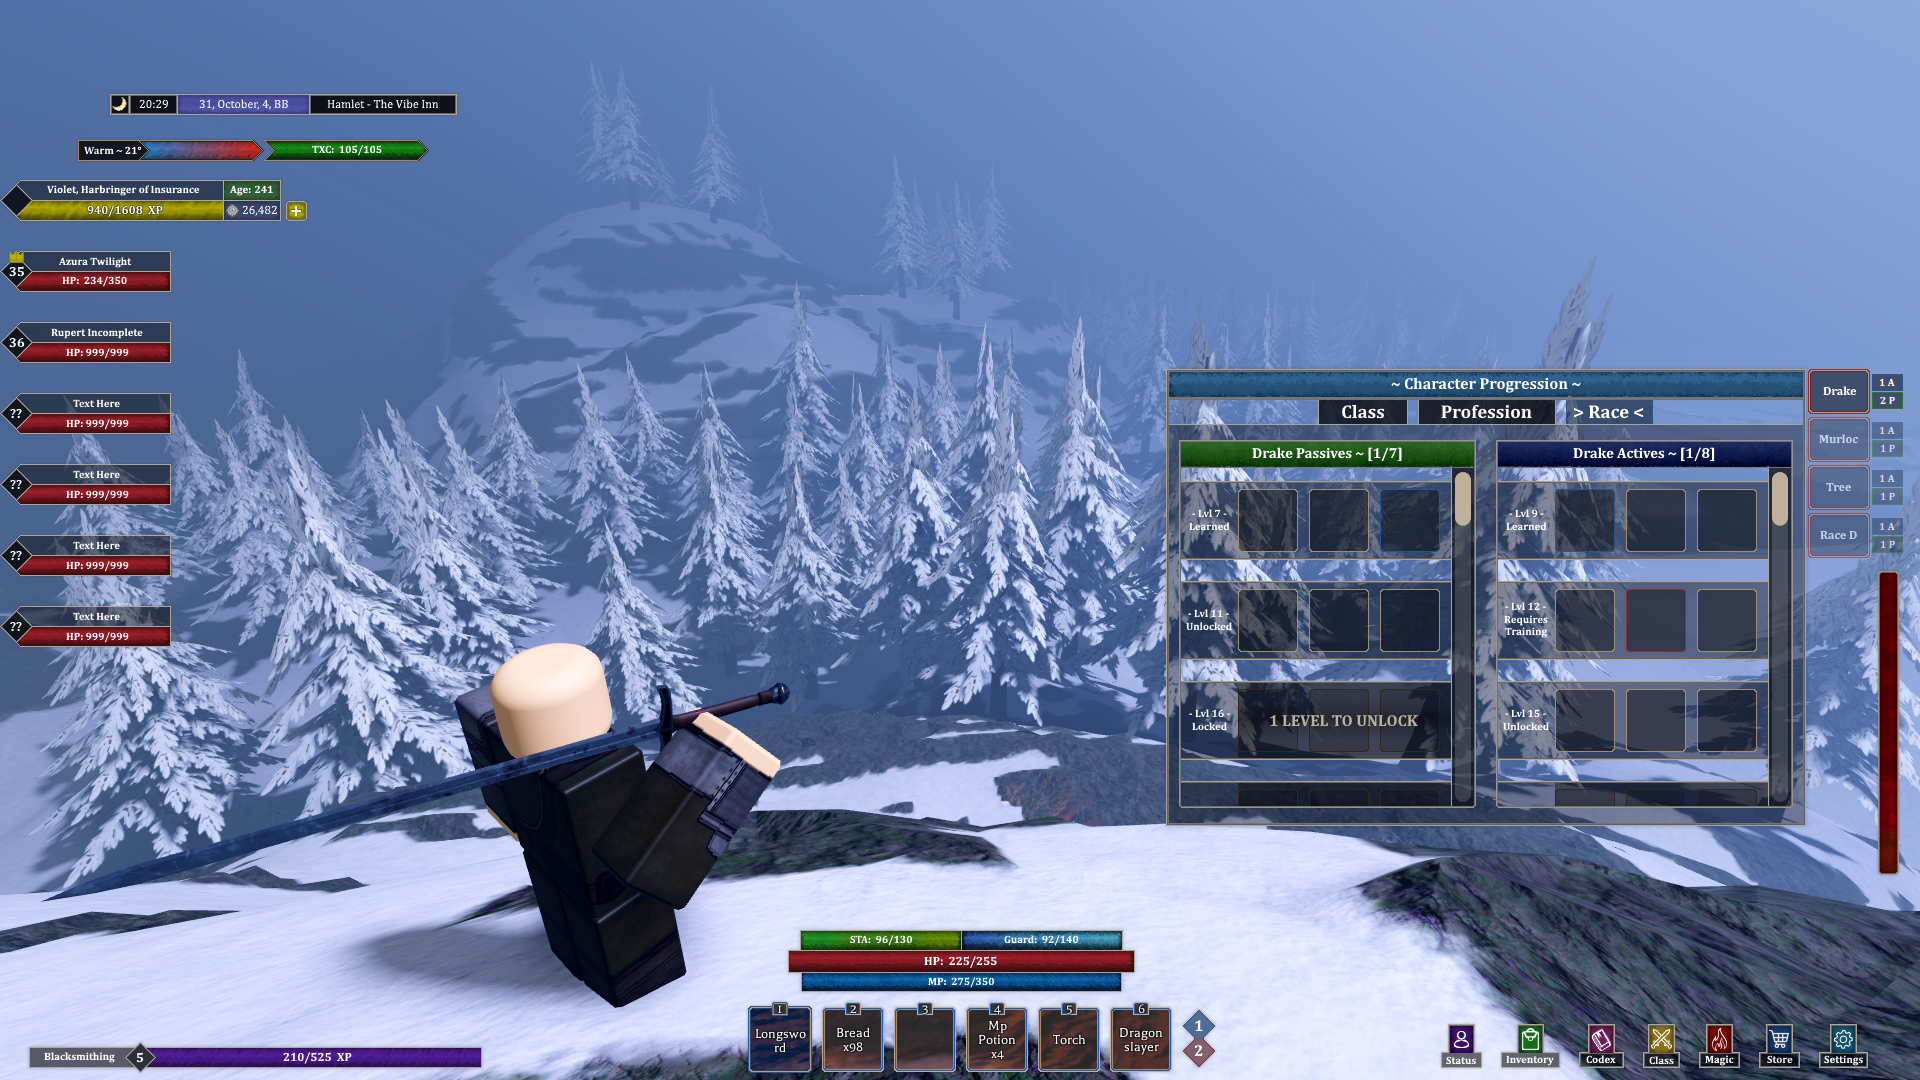 20:29
31, October, 4, BB
Hamlet - The Vibe Inn
Warm ~ 21°
TXC: 105/105
Violet, Harbringer of Insurance
Age: 241
940/1608 XP
26,482
35
Azura Twilight
HP: 234/350
36
Rupert Incomplete
HP: 999/999
??
Text Here
HP: 999/999
??
Text Here
HP: 999/999
??
Text Here
HP: 999/999
??
Text Here
HP: 999/999
~ Character Progression ~
Class
Profession
> Race <
Drake Passives ~ [1/7]
- Lvl 7 -
Learned
- Lvl 11 -
Unlocked
- Lvl 16 -
Locked
1 LEVEL TO UNLOCK
Drake Actives ~ [1/8]
- Lvl 9 -
Learned
- Lvl 12 -
Requires
Training
- Lvl 15 -
Unlocked
Drake
1 A
2 P
Murloc
1 A
1 P
Tree
1 A
1 P
Race D
1 A
1 P
STA: 96/130
Guard: 92/140
HP: 225/255
MP: 275/350
1
Longswo
rd
2
Bread
x98
3
4
Mp
Potion
x4
5
Torch
6
Dragon
slayer
1
2
Blacksmithing
5
210/525 XP
Status
Inventory
Codex
Class
Magic
Store
Settings